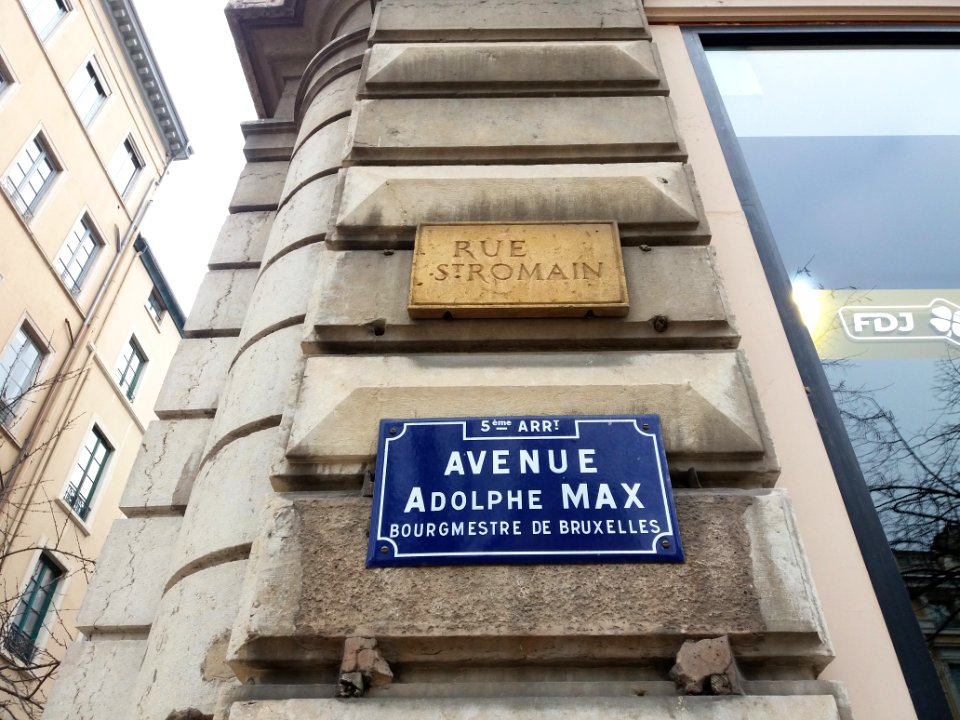 RUE
ST ROMAIN
5ème ARRT
AVENUE
ADOLPHE MAX
BOURGMESTRE DE BRUXELLES
FDJ